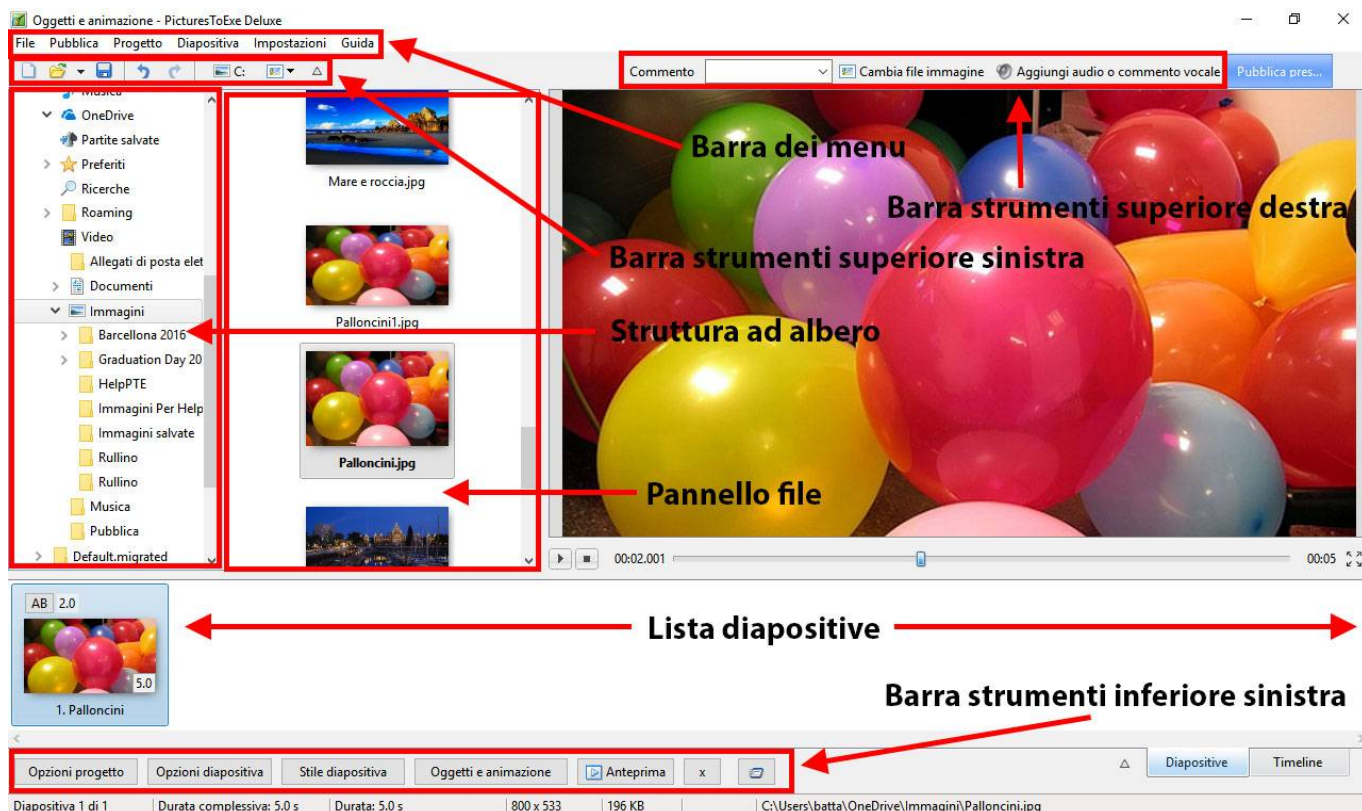 Oggetti e animazione - PicturesToExe Deluxe
File Pubblica Progetto Diapositiva Impostazioni Guida
C:
Commento
Cambia file immagine
Aggiungi audio o commento vocale
Pubblica pres...
Musica
OneDrive
Partite salvate
Preferiti
Ricerche
Roaming
Video
Allegati di posta elet
Documenti
Immagini
Barcellona 2016
Graduation Day 20
HelpPTE
Immagini Per Help
Immagini salvate
Rullino
Rullino
Musica
Pubblica
Default.migrated
Mare e roccia.jpg
Palloncini1.jpg
Palloncini.jpg
Barra dei menu
Barra strumenti superiore destra
Barra strumenti superiore sinistra
Struttura ad albero
Pannello file
00:02.001
00:05
AB 2.0
5.0
1. Palloncini
Lista diapositive
Barra strumenti inferiore sinistra
Opzioni progetto
Opzioni diapositiva
Stile diapositiva
Oggetti e animazione
Anteprima
x
Diapositive
Timeline
Diapositiva 1 di 1
Durata complessiva: 5.0 s
Durata: 5.0 s
800 x 533
196 KB
C:\Users\batta\OneDrive\Immagini\Palloncini.jpg